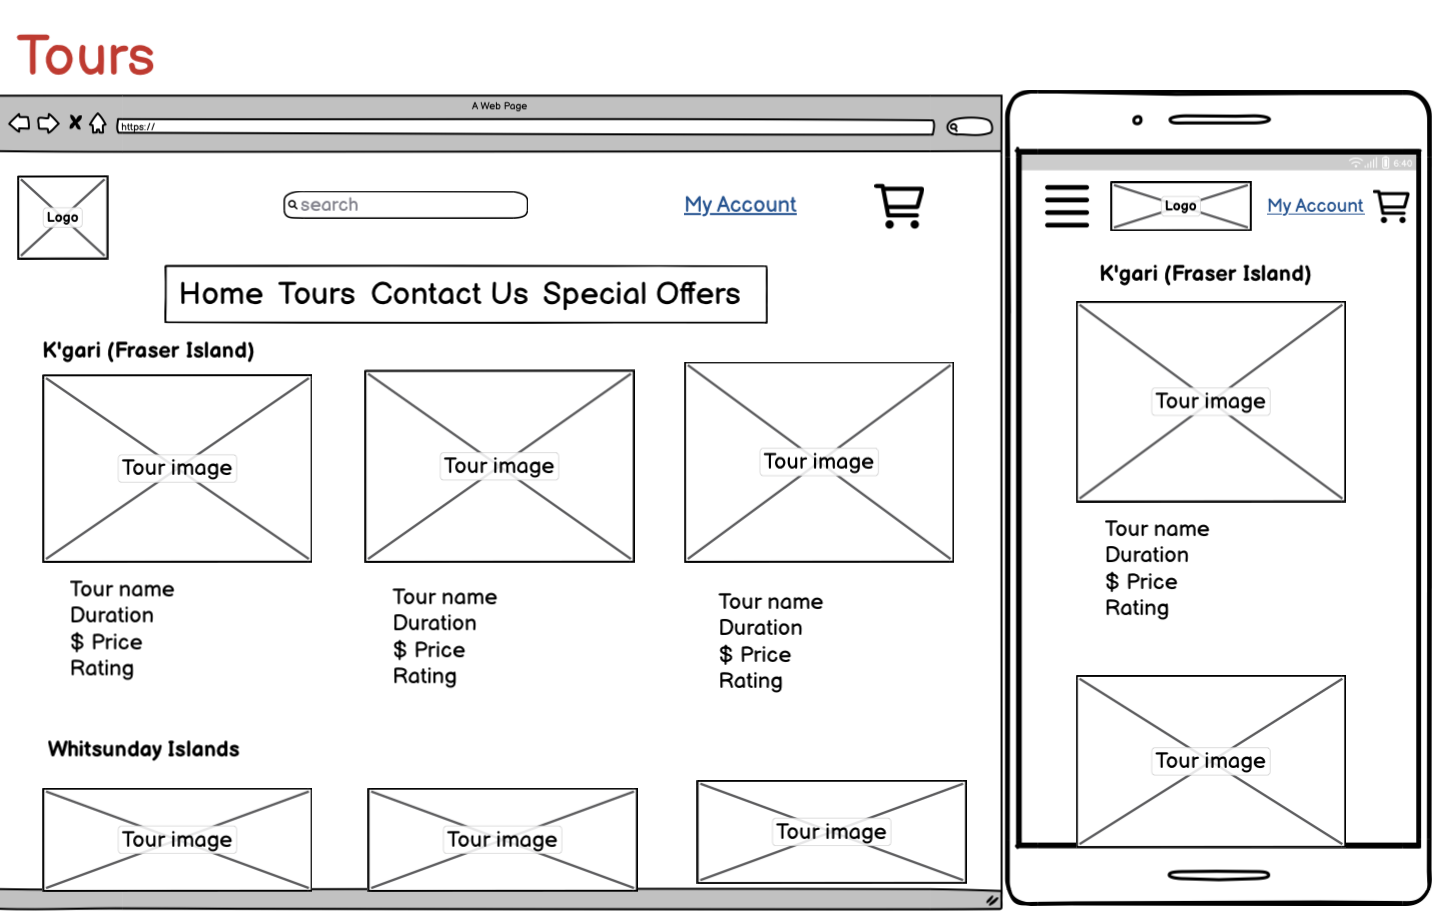 Tours
A Web Page
https://
Logo
search
My Account
Home Tours Contact Us Special Offers
K'gari (Fraser Island)
Tour image
Tour image
Tour image
Tour name
Duration
$ Price
Rating
Tour name
Duration
$ Price
Rating
Tour name
Duration
$ Price
Rating
Whitsunday Islands
Tour image
Tour image
Tour image
6:40
Logo
My Account
K'gari (Fraser Island)
Tour image
Tour name
Duration
$ Price
Rating
Tour image